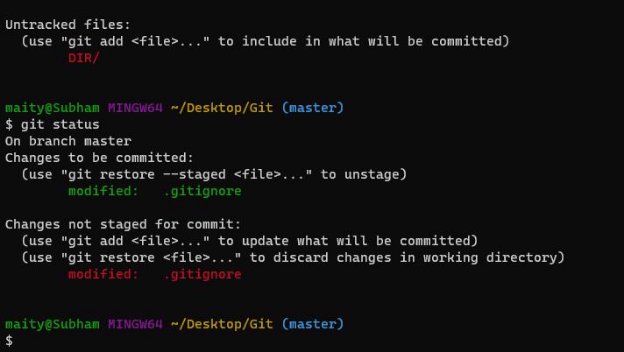 Untracked files:
  (use "git add <file>..." to include in what will be committed)
        DIR/
maity@Subham MINGW64 ~/Desktop/Git (master)
$ git status
On branch master
Changes to be committed:
  (use "git restore --staged <file>..." to unstage)
        modified:   .gitignore
Changes not staged for commit:
  (use "git add <file>..." to update what will be committed)
  (use "git restore <file>..." to discard changes in working directory)
        modified:   .gitignore
maity@Subham MINGW64 ~/Desktop/Git (master)
$